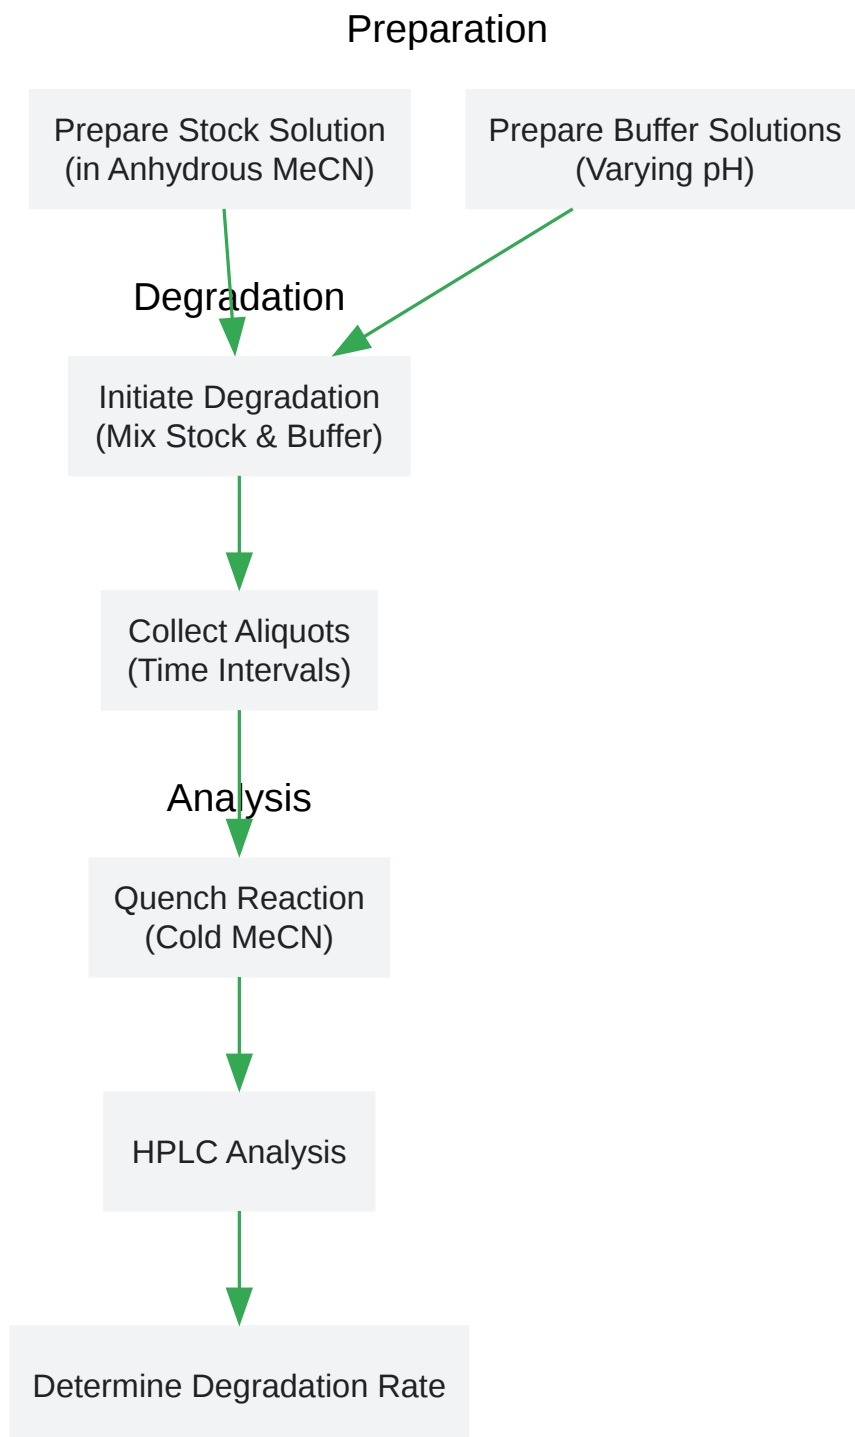 Preparation
Prepare Stock Solution
(in Anhydrous MeCN)
Prepare Buffer Solutions
(Varying pH)
Degradation
Initiate Degradation
(Mix Stock & Buffer)
Collect Aliquots
(Time Intervals)
Analysis
Quench Reaction
(Cold MeCN)
HPLC Analysis
Determine Degradation Rate